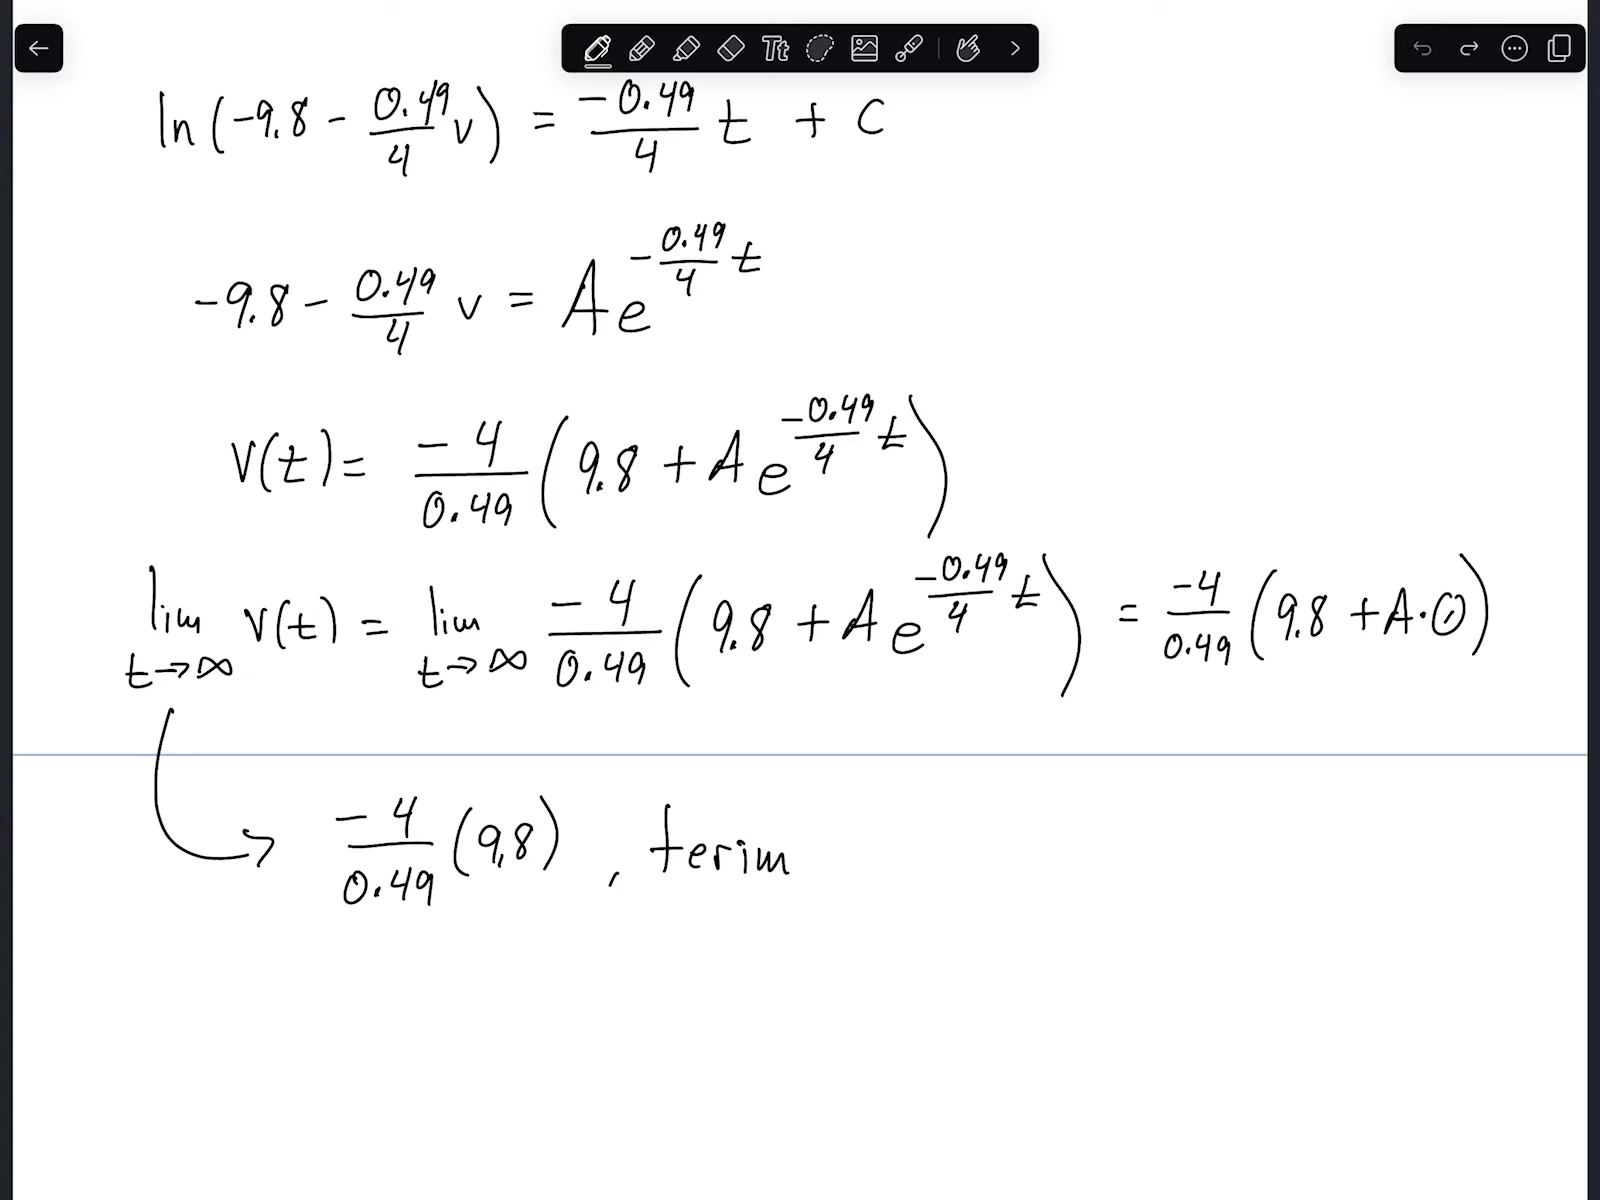 ln(-9.8 - 0.49/4 v) = -0.49/4 t + C
-9.8 - 0.49/4 v = Ae^(-0.49/4 t)
v(t) = -4/0.49 (9.8 + Ae^(-0.49/4 t))
lim t→∞ v(t) = lim t→∞ -4/0.49 (9.8 + Ae^(-0.49/4 t)) = -4/0.49 (9.8 + A·0)
-4/0.49 (9.8) , terim